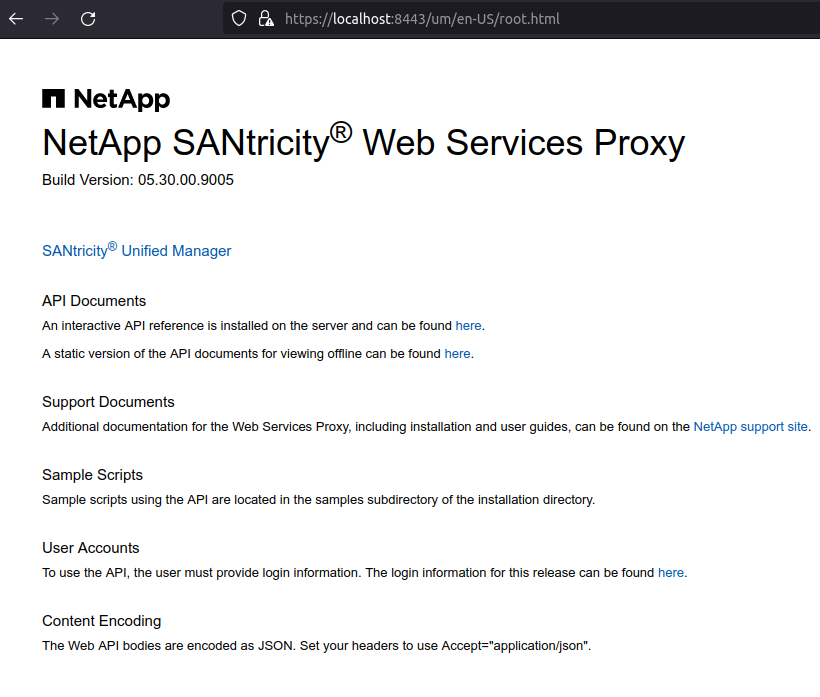 https://localhost:8443/um/en-US/root.html
NetApp
NetApp SANtricity® Web Services Proxy
Build Version: 05.30.00.9005
SANtricity® Unified Manager
API Documents
An interactive API reference is installed on the server and can be found here.
A static version of the API documents for viewing offline can be found here.
Support Documents
Additional documentation for the Web Services Proxy, including installation and user guides, can be found on the NetApp support site.
Sample Scripts
Sample scripts using the API are located in the samples subdirectory of the installation directory.
User Accounts
To use the API, the user must provide login information. The login information for this release can be found here.
Content Encoding
The Web API bodies are encoded as JSON. Set your headers to use Accept="application/json".